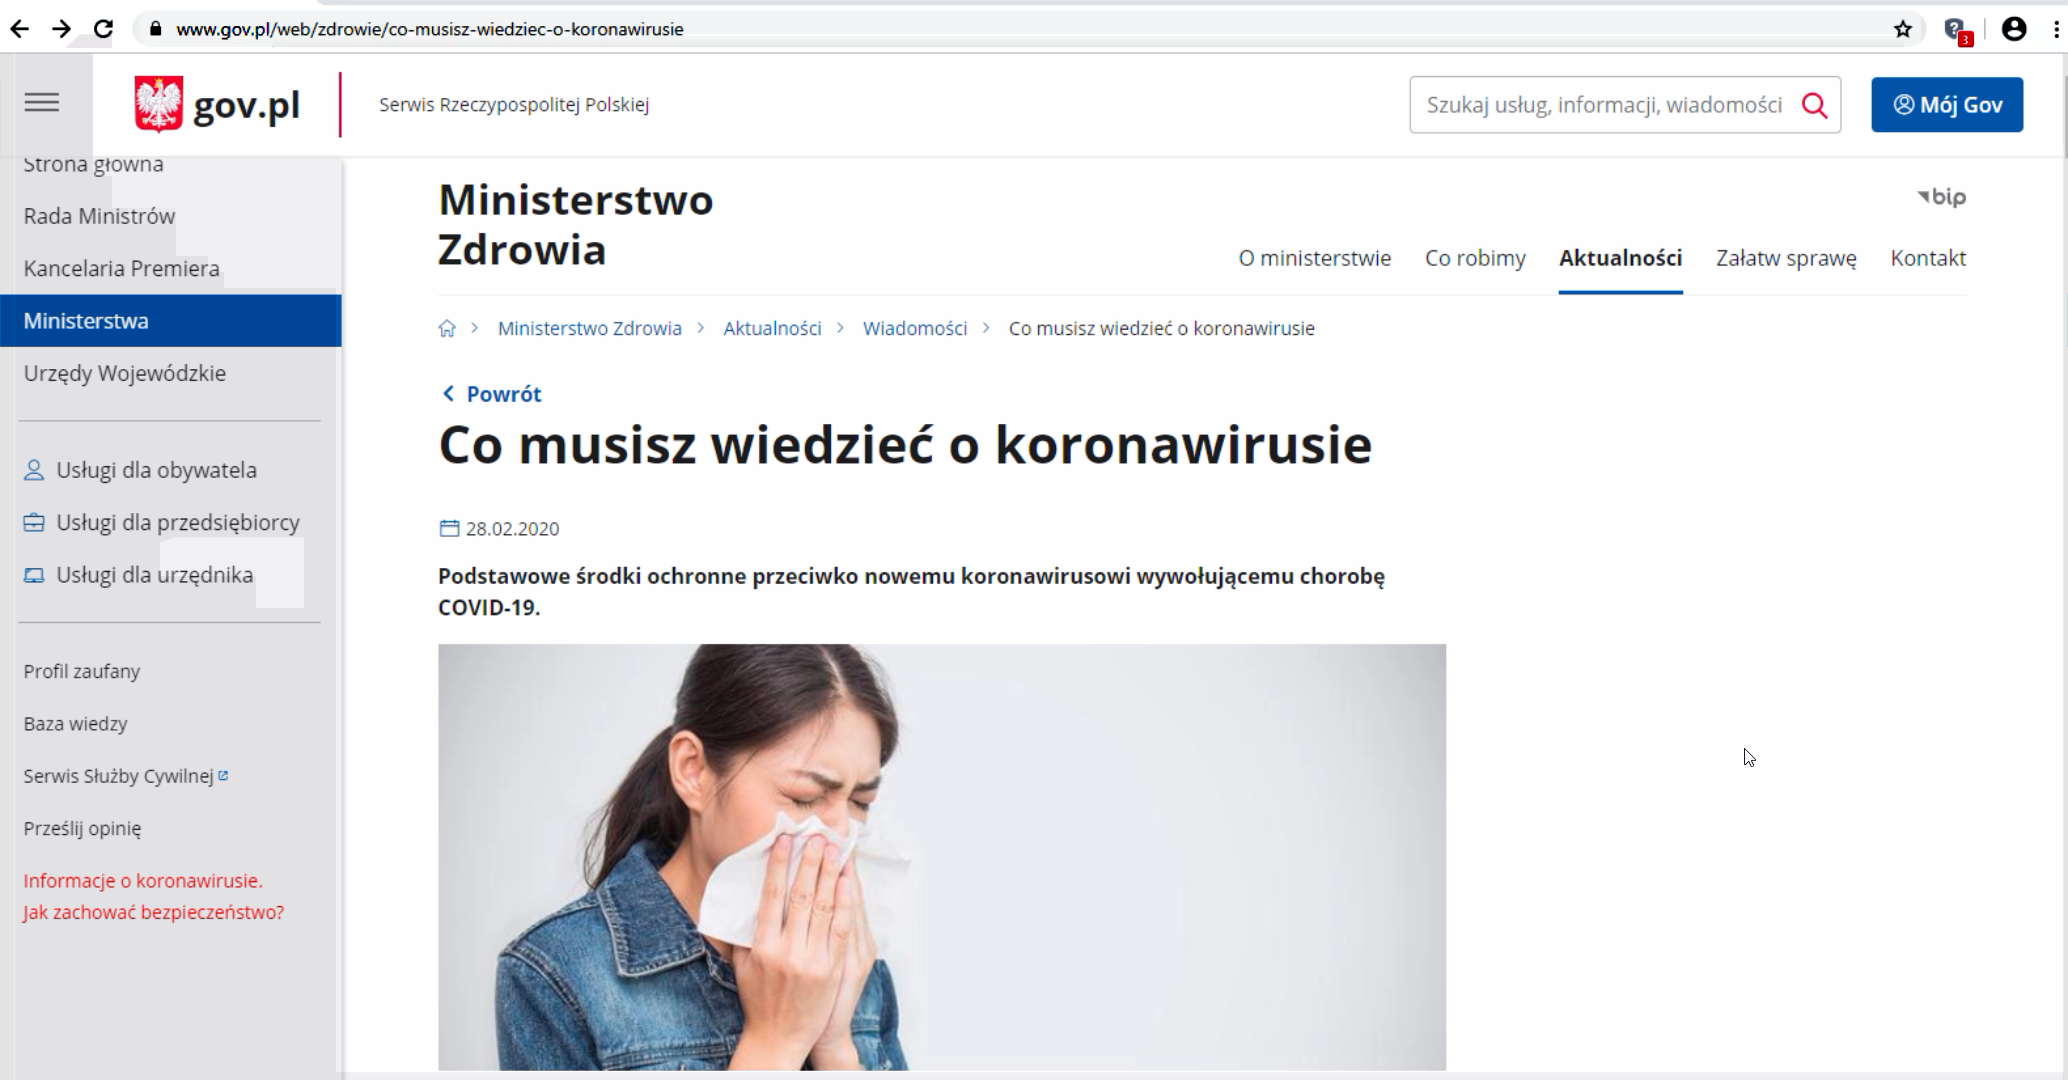 www.gov.pl/web/zdrowie/co-musisz-wiedziec-o-koronawirusie
3
gov.pl
Serwis Rzeczypospolitej Polskiej
Szukaj usług, informacji, wiadomości
Mój Gov
Strona główna
Rada Ministrów
Kancelaria Premiera
Ministerstwa
Urzędy Wojewódzkie
Usługi dla obywatela
Usługi dla przedsiębiorcy
Usługi dla urzędnika
Profil zaufany
Baza wiedzy
Serwis Służby Cywilnej
Prześlij opinię
Informacje o koronawirusie.
Jak zachować bezpieczeństwo?
Ministerstwo
Zdrowia
bip
O ministerstwie Co robimy Aktualności Załatw sprawę Kontakt
Ministerstwo Zdrowia > Aktualności > Wiadomości > Co musisz wiedzieć o koronawirusie
Powrót
Co musisz wiedzieć o koronawirusie
28.02.2020
Podstawowe środki ochronne przeciwko nowemu koronawirusowi wywołującemu chorobę
COVID-19.